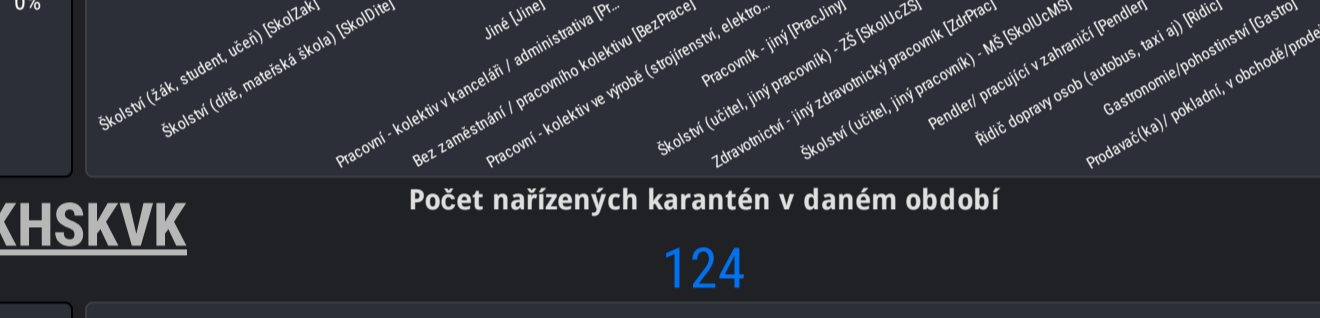 0%
Školství (žák, student, učeň) [SkolZak]
Školství (dítě, mateřská škola) [SkolDite]
Jiné [Jine]
Pracovní - kolektiv v kanceláři / administrativa [Pr...
Bez zaměstnání / pracovního kolektivu [BezPrace]
Pracovní - kolektiv ve výrobě (strojírenství, elektro...
Pracovník - jiný [PracJiny]
Školství (učitel, jiný pracovník) - ZŠ [SkolUcZS]
Zdravotnictví - jiný zdravotnický pracovník [ZdrPrac]
Školství (učitel, jiný pracovník) - MŠ [SkolUcMS]
Pendler/ pracující v zahraničí [Pendler]
Řidič dopravy osob (autobus, taxi aj) [Ridic]
Gastronomie/pohostinství [Gastro]
Prodavač(ka)/ pokladní, v obchodě/prode
KHSKVK
Počet nařízených karantén v daném období
124